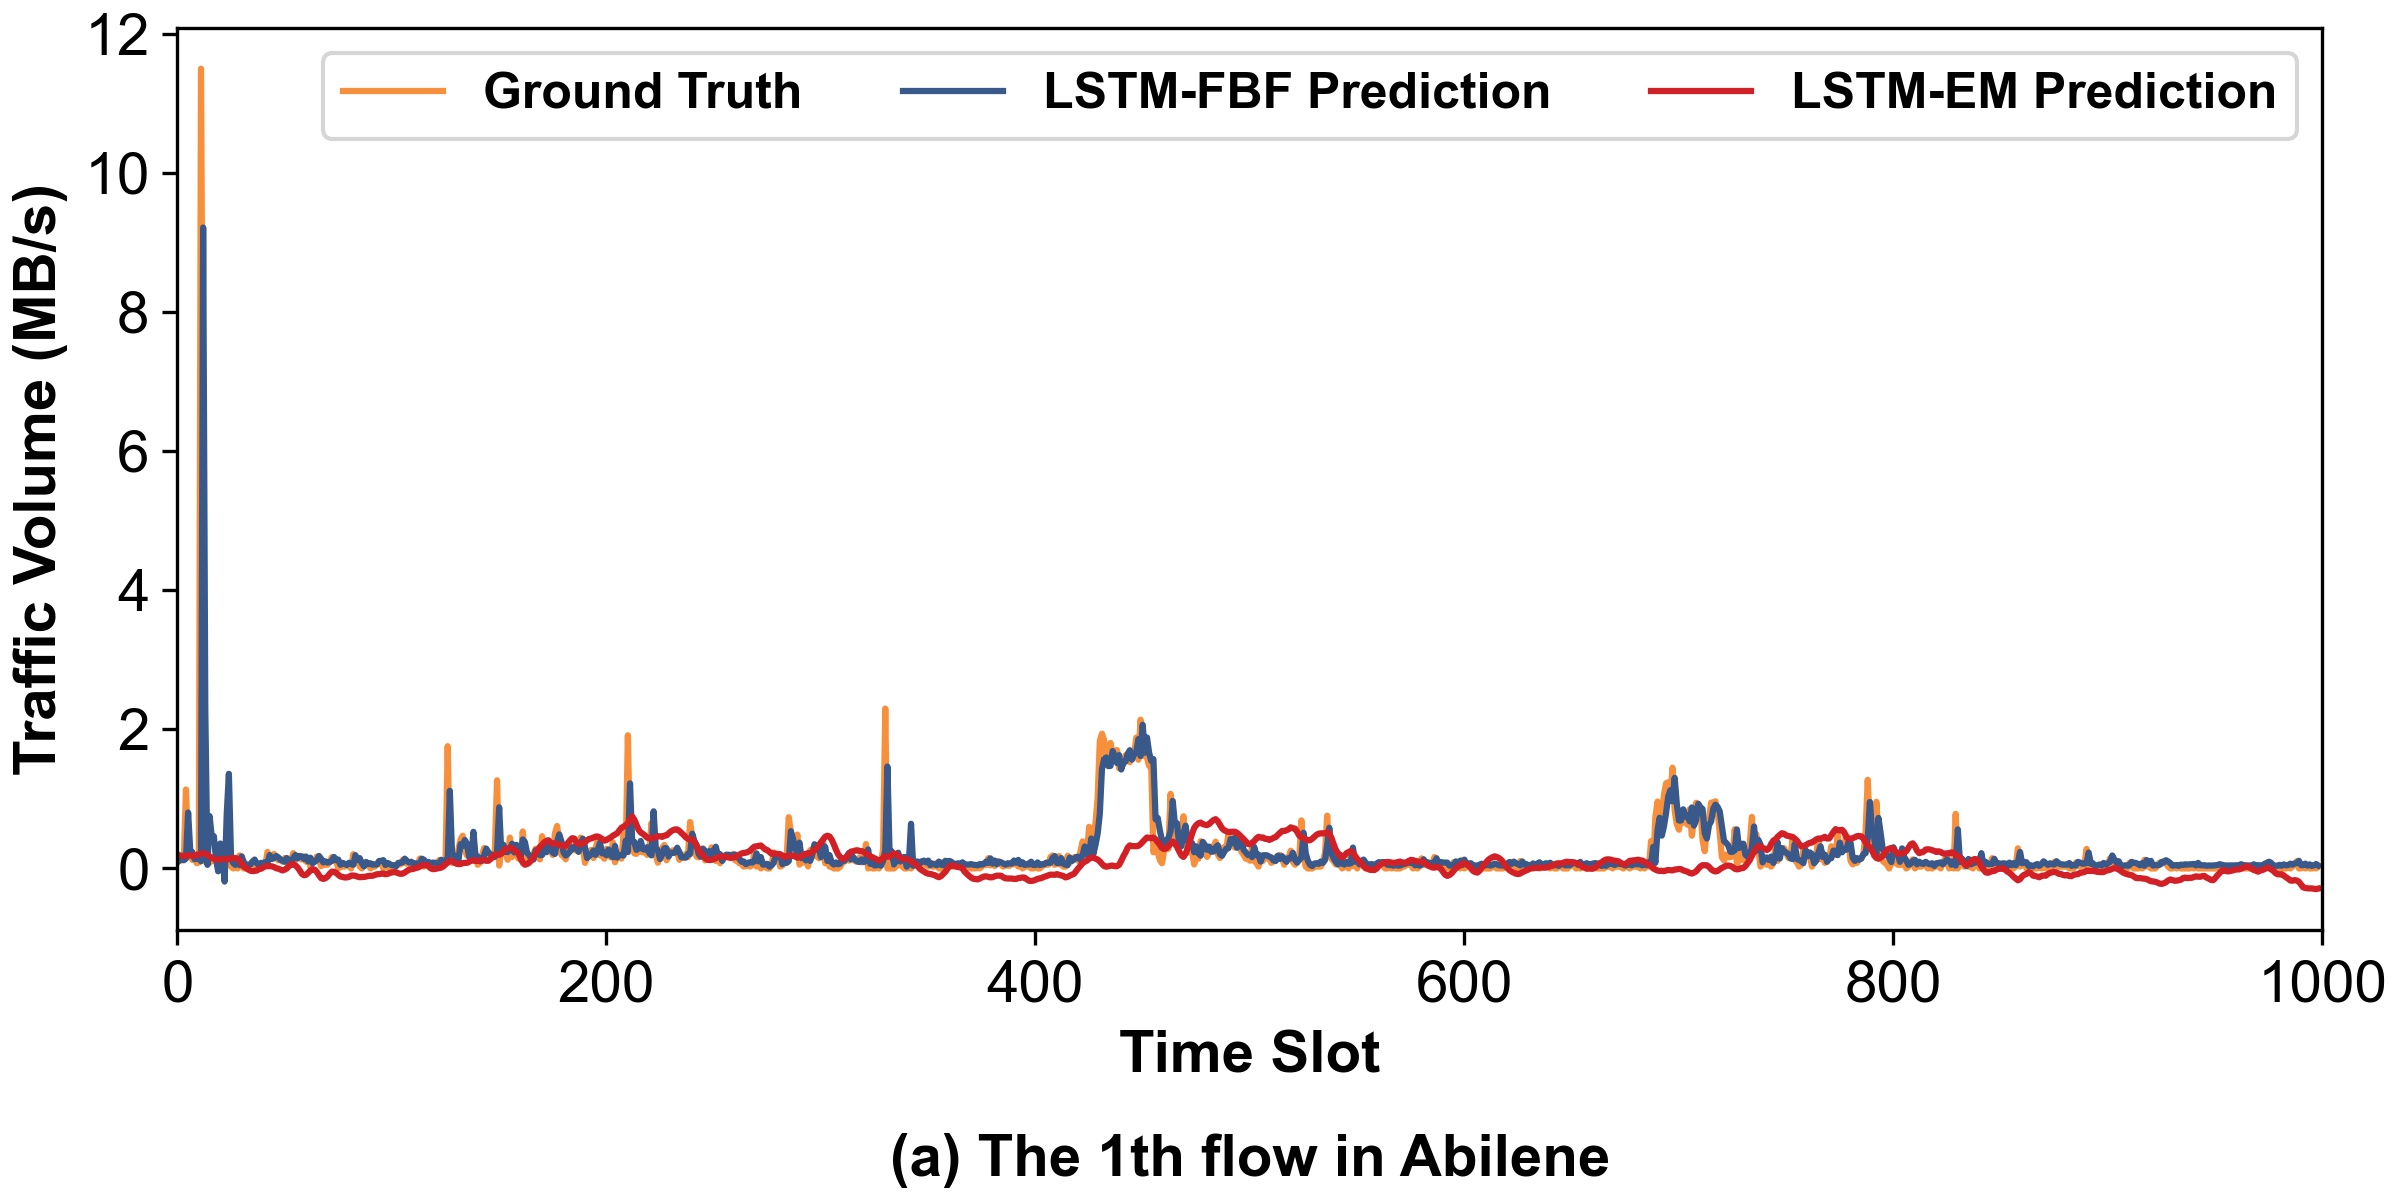 Traffic Volume (MB/s)
12
10
8
6
4
2
0
Ground Truth LSTM-FBF Prediction LSTM-EM Prediction
0 200 400 600 800 1000
Time Slot
(a) The 1th flow in Abilene